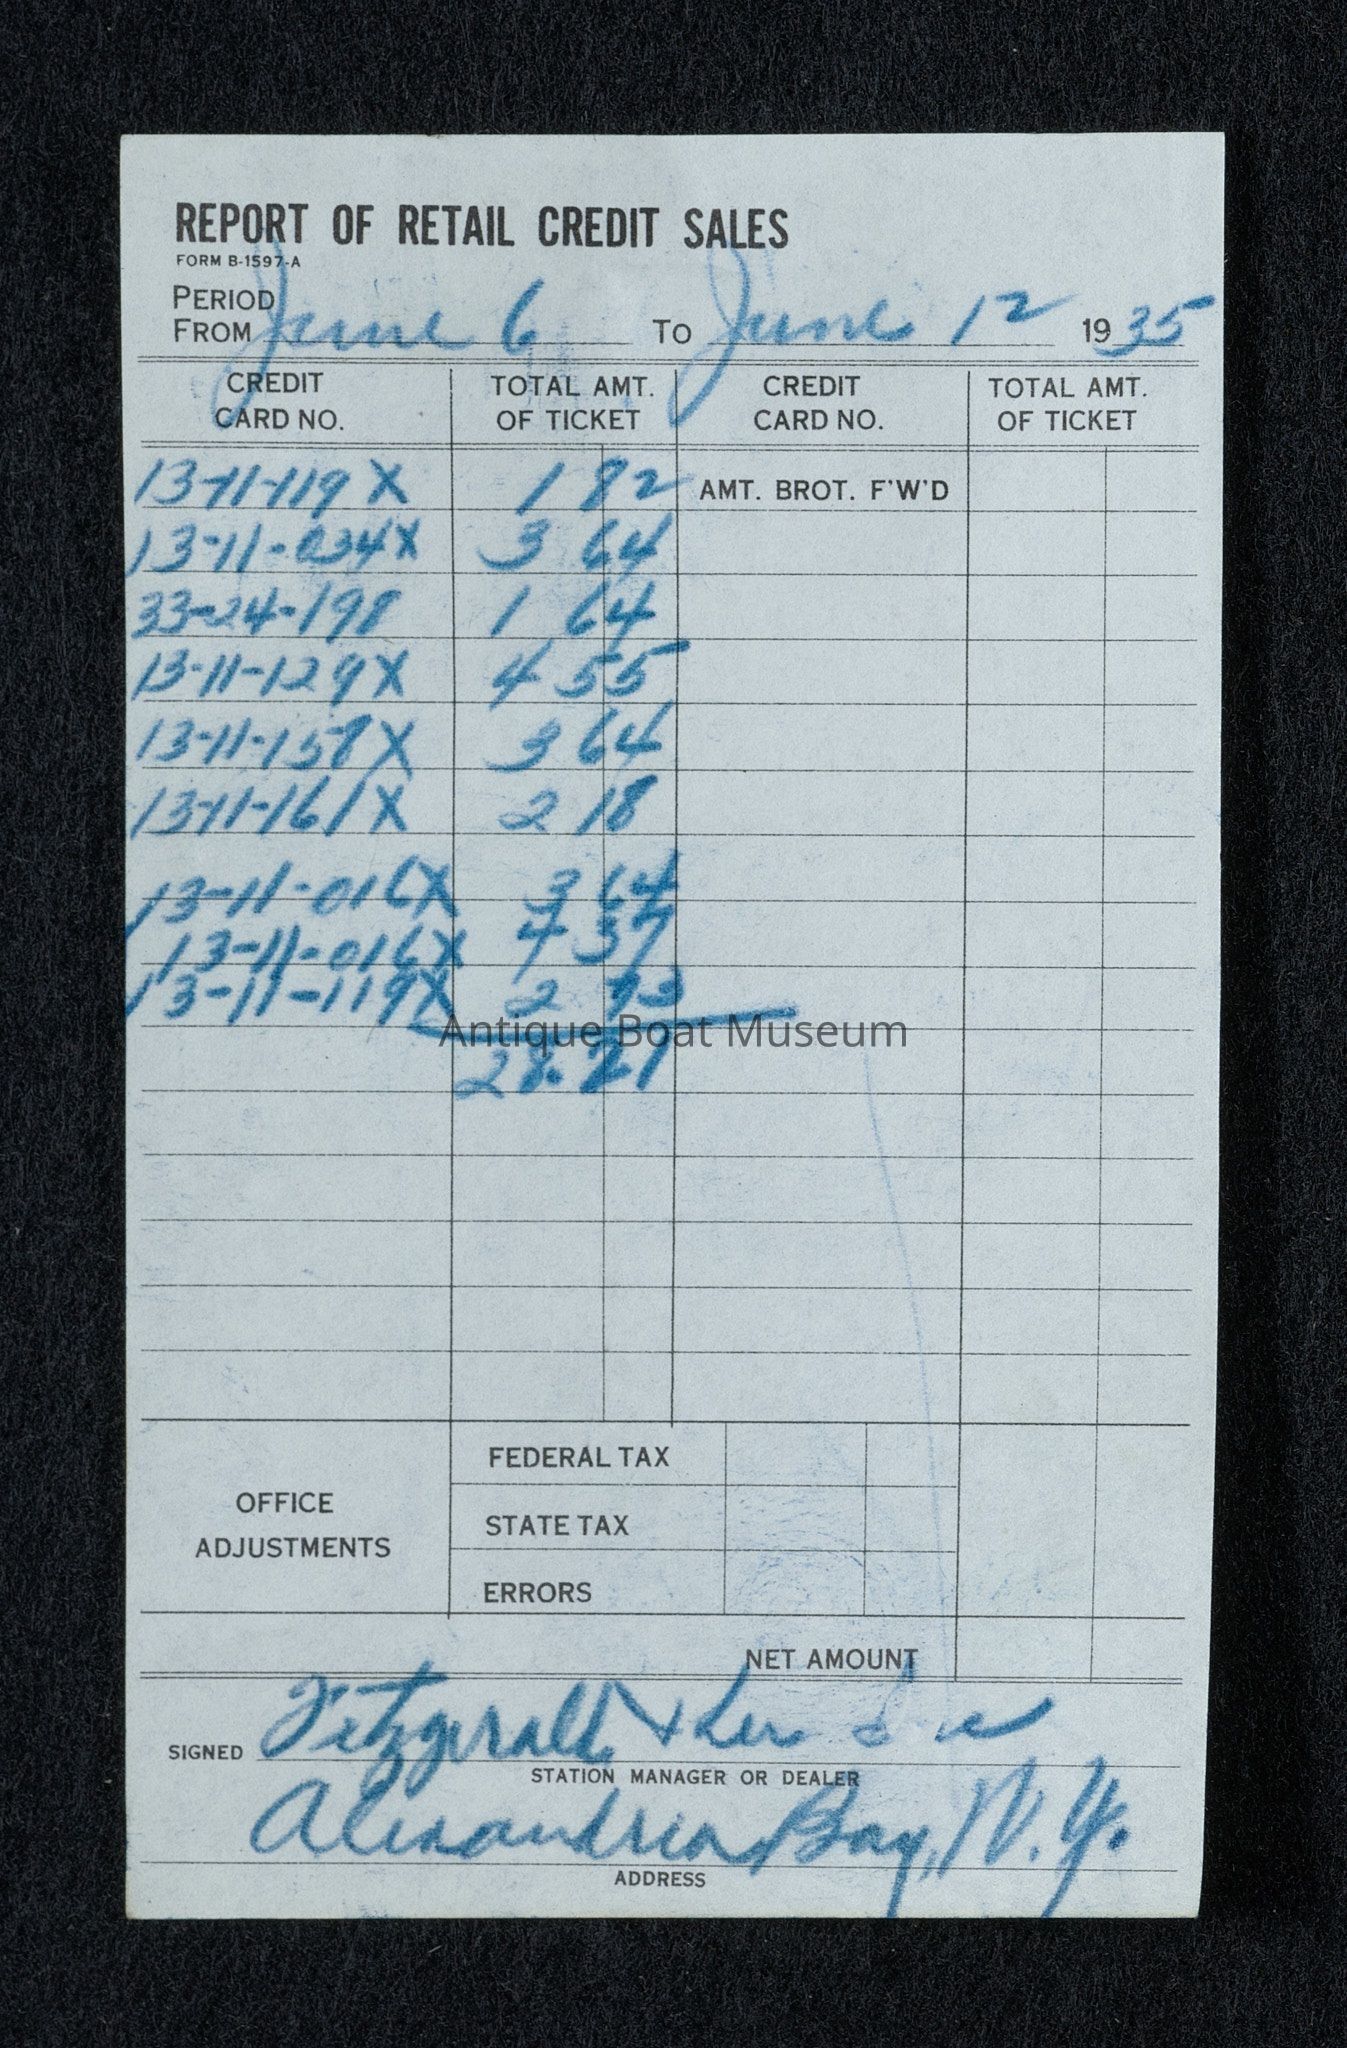 REPORT OF RETAIL CREDIT SALES
FORM B-1597-A
PERIOD
FROM June 6 TO June 12 1935
CREDIT CARD NO. TOTAL AMT. OF TICKET CREDIT CARD NO. TOTAL AMT. OF TICKET
13-11-119 X 1 82 AMT. BROT. F'W'D
13-11-034X 3 64
33-24-198 1 64
13-11-129X 4 55
13-11-158X 3 64
13-11-161X 2 18
13-11-016X 3 64
13-11-016X 4 37
13-11-119X 2 73
Antique Boat Museum
28.21
OFFICE ADJUSTMENTS
FEDERAL TAX
STATE TAX
ERRORS
NET AMOUNT
SIGNED Fitzgerald & Lee Inc
STATION MANAGER OR DEALER
Alexandria Bay, N.Y.
ADDRESS